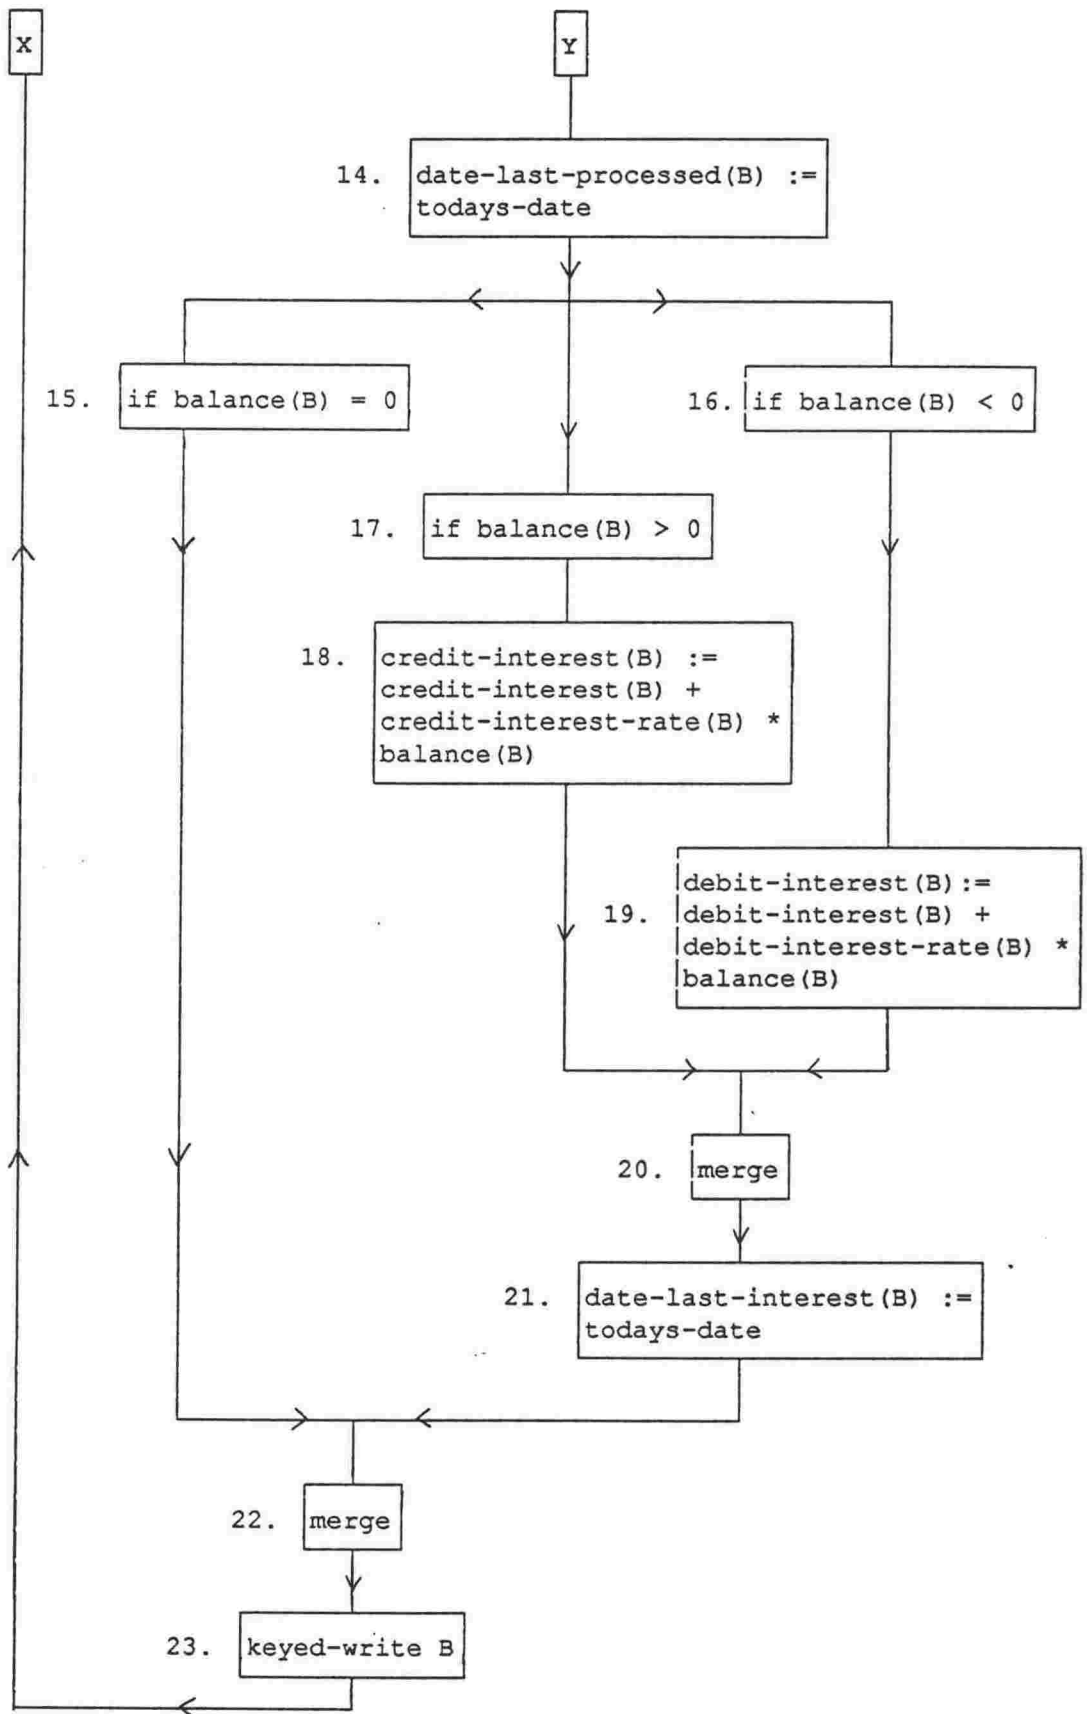 X
Y
14. date-last-processed(B) :=
todays-date
15. if balance(B) = 0
16. if balance(B) < 0
17. if balance(B) > 0
18. credit-interest(B) :=
credit-interest(B) +
credit-interest-rate(B) *
balance(B)
debit-interest(B):=
19. debit-interest(B) +
debit-interest-rate(B) *
balance(B)
20. merge
21. date-last-interest(B) :=
todays-date
22. merge
23. keyed-write B